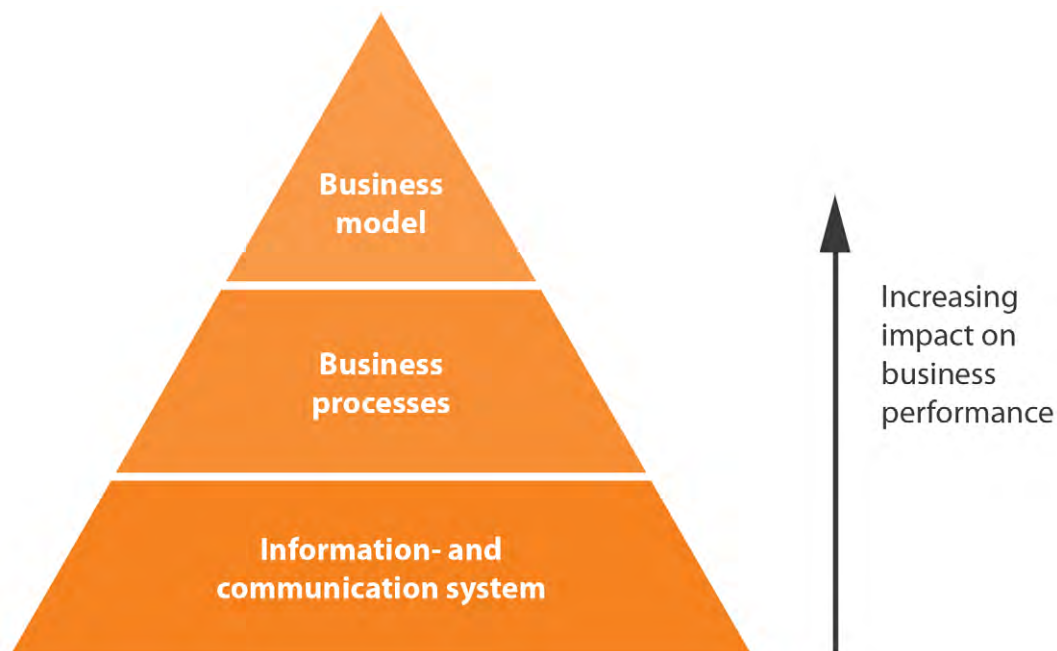 Business
model
Business
processes
Information- and
communication system
Increasing
impact on
business
performance